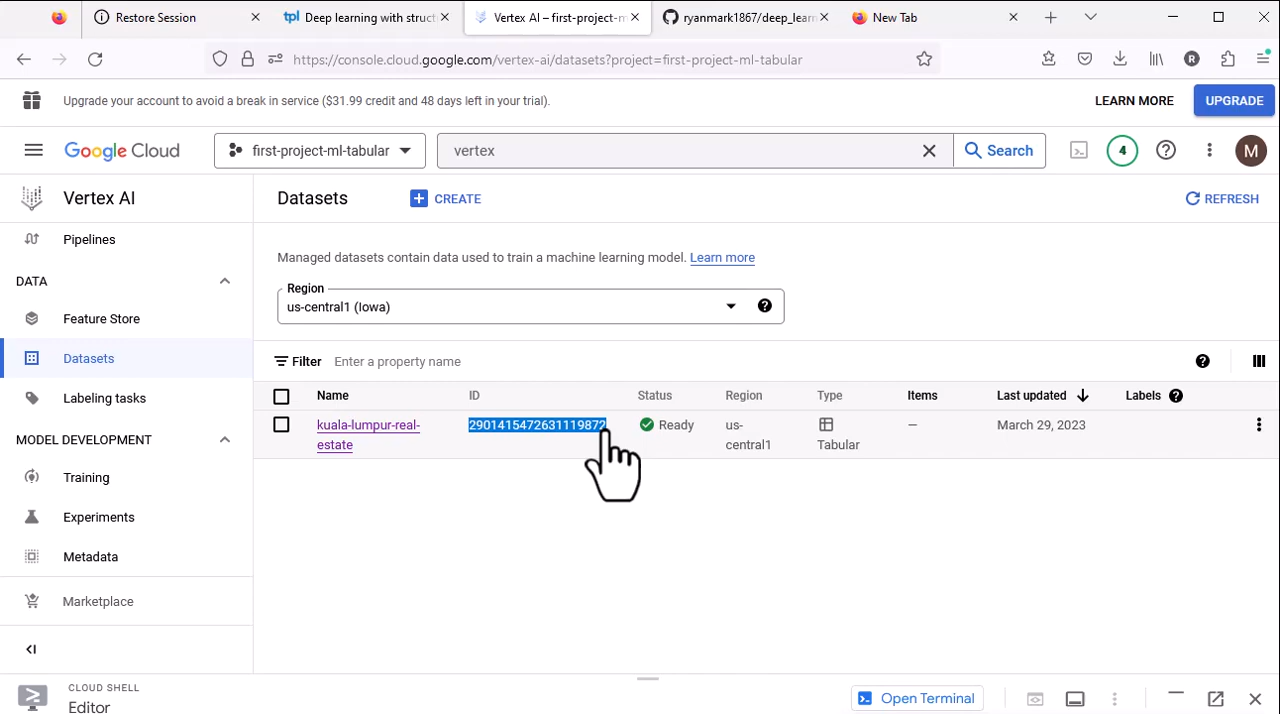 Restore Session
Deep learning with struct
Vertex AI – first-project-m
ryanmark1867/deep_learn
New Tab
https://console.cloud.google.com/vertex-ai/datasets?project=first-project-ml-tabular
R
Upgrade your account to avoid a break in service ($31.99 credit and 48 days left in your trial).
LEARN MORE
UPGRADE
Google Cloud
first-project-ml-tabular
vertex
Search
4
M
Vertex AI
Datasets
CREATE
REFRESH
Pipelines
Managed datasets contain data used to train a machine learning model. Learn more
DATA
Region
us-central1 (Iowa)
Feature Store
Datasets
Filter Enter a property name
Labeling tasks
Name ID Status Region Type Items Last updated Labels
kuala-lumpur-real- 2901415472631119872 Ready us- — March 29, 2023
estate central1 Tabular
MODEL DEVELOPMENT
Training
Experiments
Metadata
Marketplace
CLOUD SHELL
Editor
Open Terminal